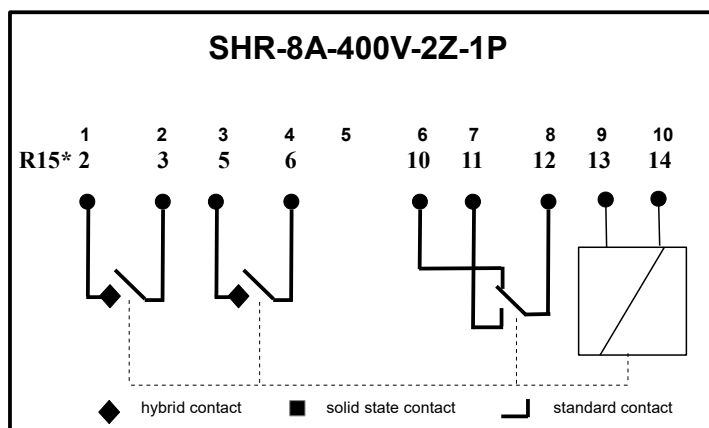 SHR-8A-400V-2Z-1P
1 2 3 4 5 6 7 8 9 10
R15* 2 3 5 6 10 11 12 13 14
hybrid contact solid state contact standard contact